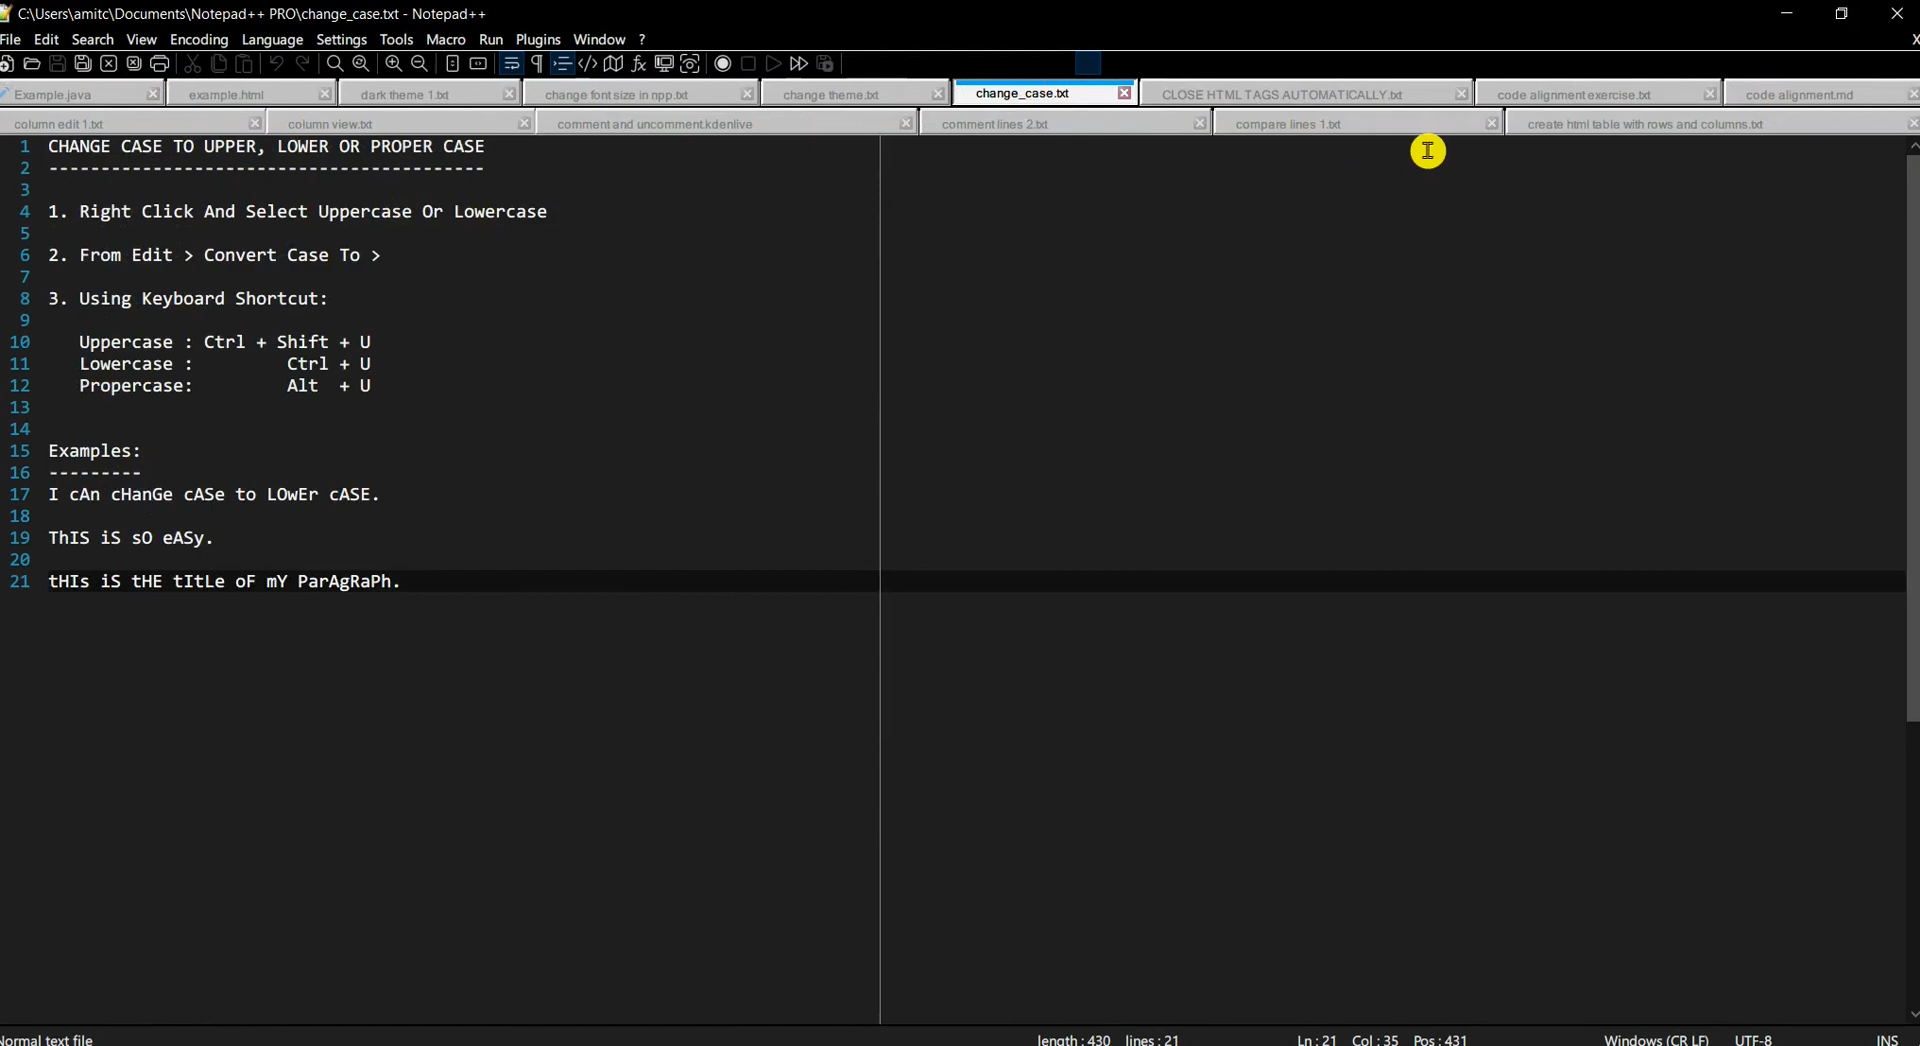 C:\Users\amitc\Documents\Notepad++ PRO\change_case.txt - Notepad++
File Edit Search View Encoding Language Settings Tools Macro Run Plugins Window ?
X
Example.java example.html dark theme 1.txt change font size in npp.txt change theme.txt change_case.txt CLOSE HTML TAGS AUTOMATICALLY.txt code alignment exercise.txt code alignment.md
column edit 1.txt column view.txt comment and uncomment.kdenlive comment lines 2.txt compare lines 1.txt create html table with rows and columns.txt
1 CHANGE CASE TO UPPER, LOWER OR PROPER CASE
2 ------------------------------------------
3
4 1. Right Click And Select Uppercase Or Lowercase
5
6 2. From Edit > Convert Case To >
7
8 3. Using Keyboard Shortcut:
9
10 Uppercase : Ctrl + Shift + U
11 Lowercase : Ctrl + U
12 Propercase: Alt + U
13
14
15 Examples:
16 ---------
17 I cAn cHanGe cASe to LOwEr cASE.
18
19 ThIS iS sO eASy.
20
21 tHIs iS tHE tItLe oF mY ParAgRaPh.
Normal text file length : 430 lines : 21 Ln : 21 Col : 35 Pos : 431 Windows (CR LF) UTF-8 INS